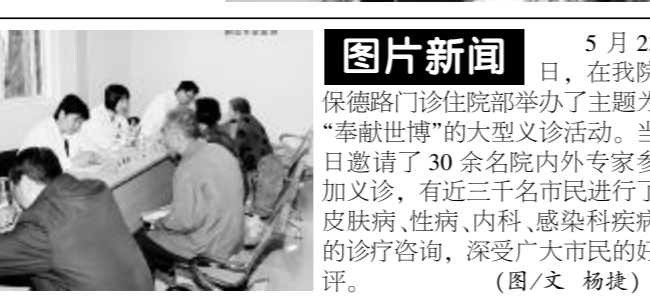 图片新闻
5 月 22
日，在我院
保德路门诊住院部举办了主题为
“奉献世博”的大型义诊活动。当
日邀请了 30 余名院内外专家参
加义诊，有近三千名市民进行了
皮肤病、性病、内科、感染科疾病
的诊疗咨询，深受广大市民的好
评。 (图/文 杨捷)